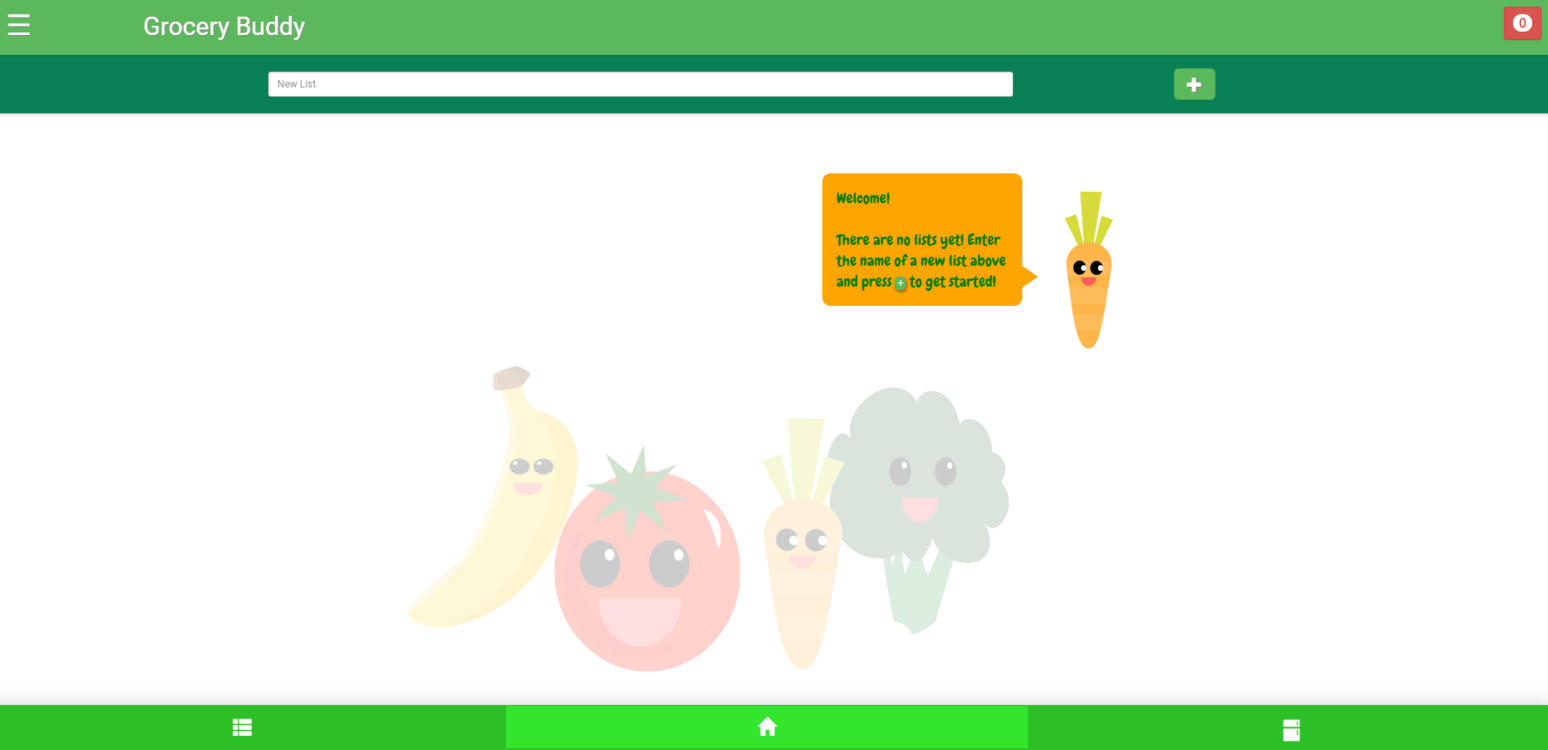 Grocery Buddy
0
New List
Welcome!
There are no lists yet! Enter
the name of a new list above
and press + to get started!